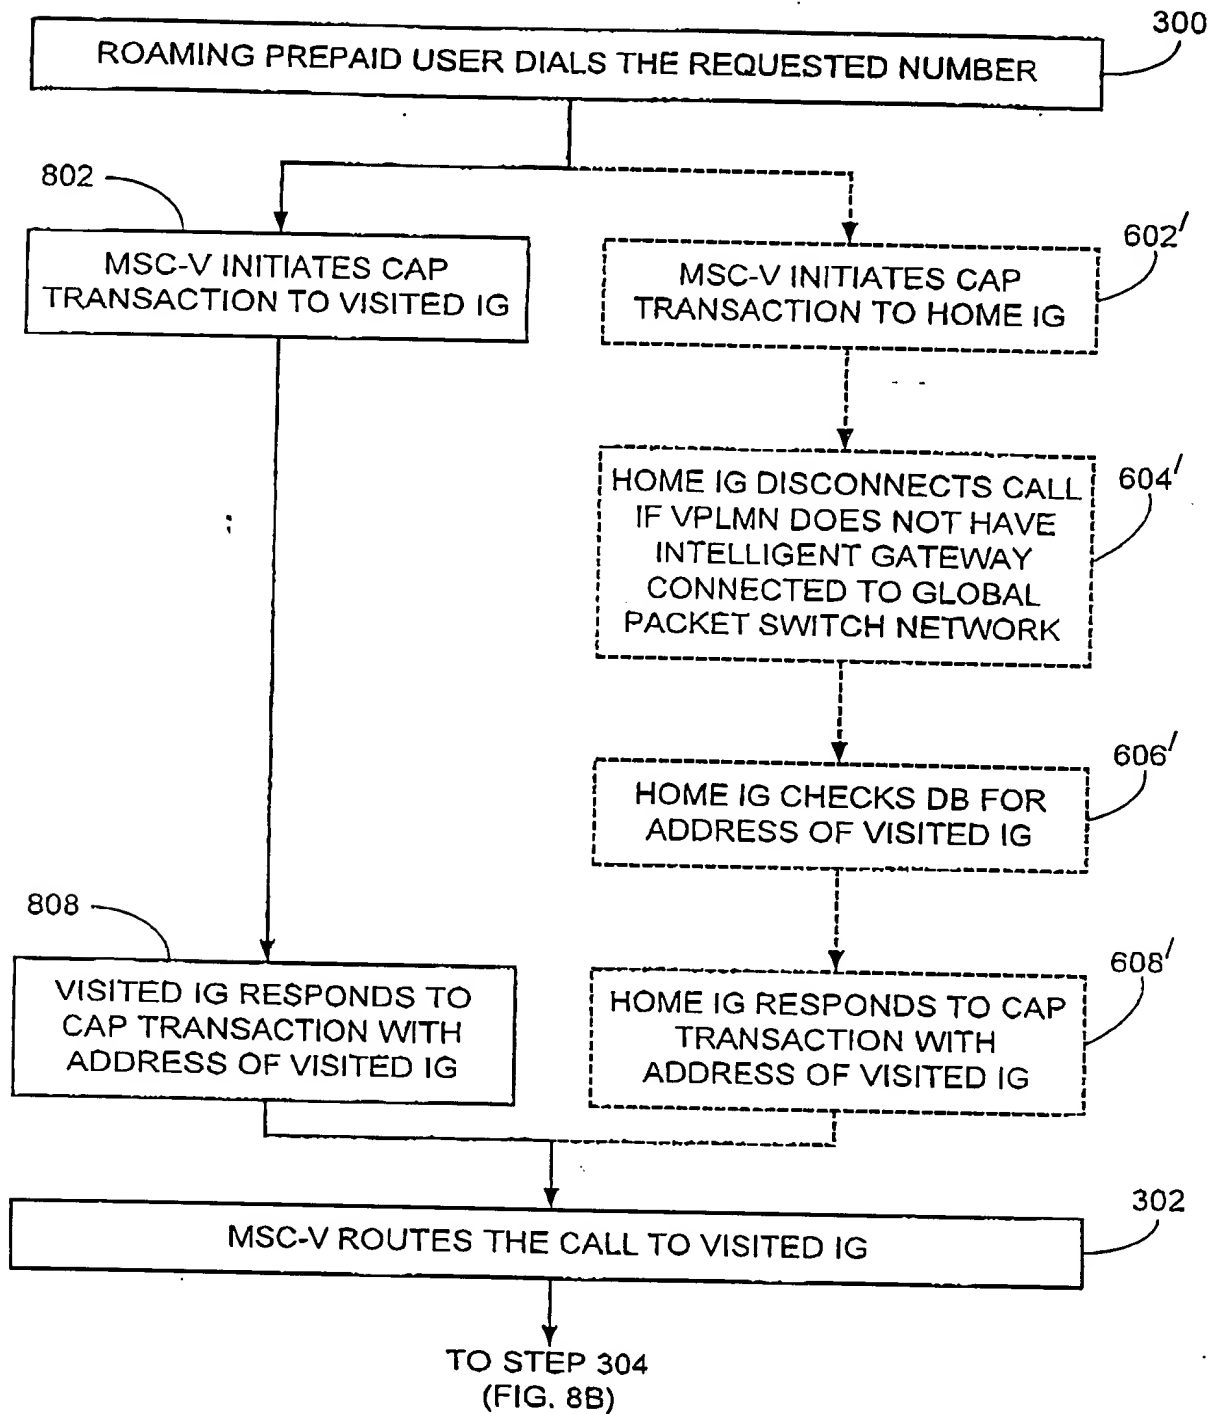 300
ROAMING PREPAID USER DIALS THE REQUESTED NUMBER
802
MSC-V INITIATES CAP
TRANSACTION TO VISITED IG
602'
MSC-V INITIATES CAP
TRANSACTION TO HOME IG
604'
HOME IG DISCONNECTS CALL
IF VPLMN DOES NOT HAVE
INTELLIGENT GATEWAY
CONNECTED TO GLOBAL
PACKET SWITCH NETWORK
606'
HOME IG CHECKS DB FOR
ADDRESS OF VISITED IG
808
VISITED IG RESPONDS TO
CAP TRANSACTION WITH
ADDRESS OF VISITED IG
608'
HOME IG RESPONDS TO CAP
TRANSACTION WITH
ADDRESS OF VISITED IG
302
MSC-V ROUTES THE CALL TO VISITED IG
TO STEP 304
(FIG. 8B)